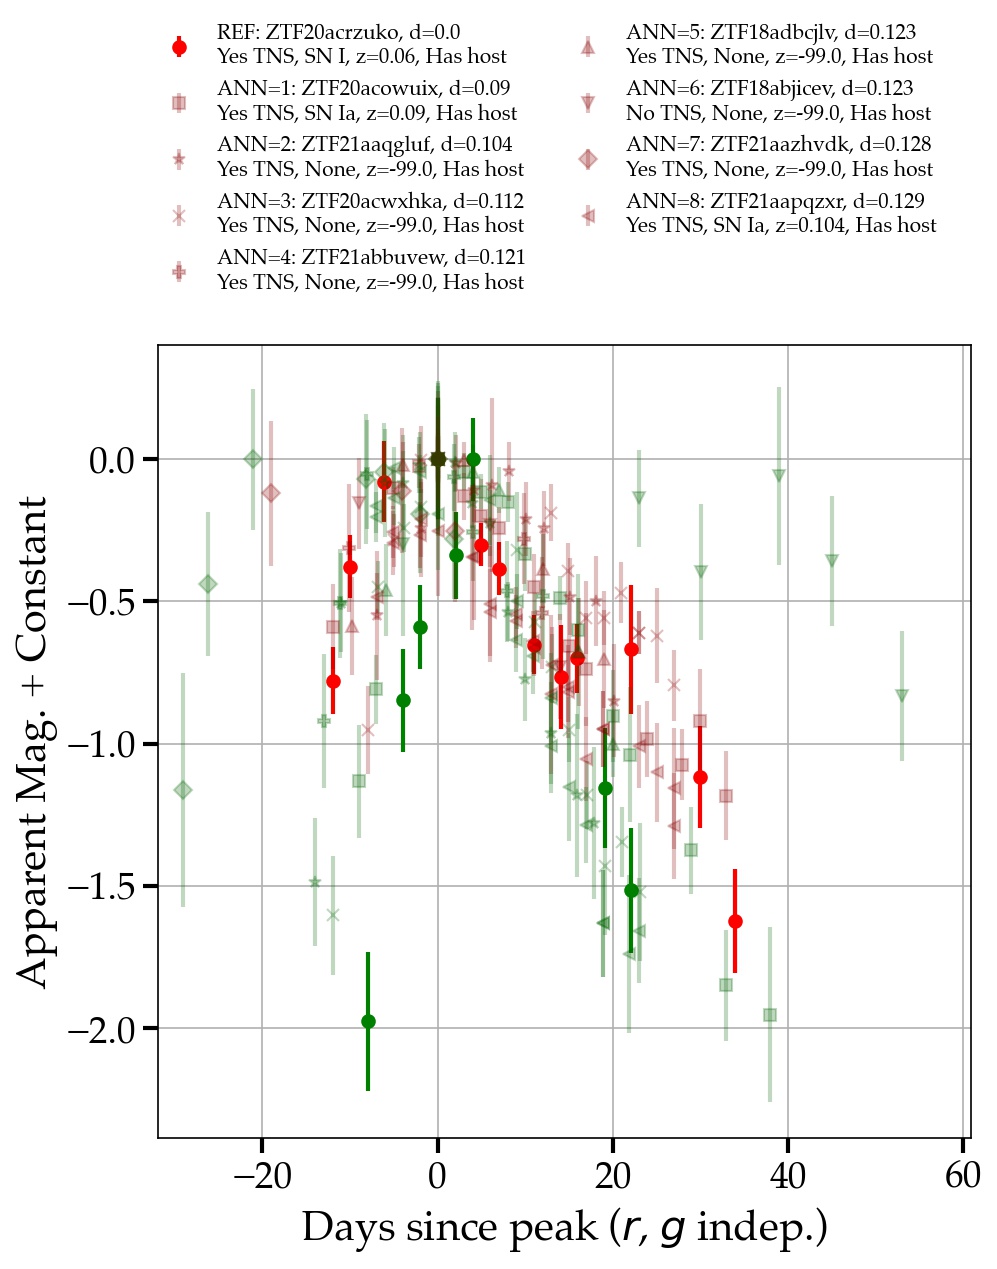 REF: ZTF20acrzuko, d=0.0
Yes TNS, SN I, z=0.06, Has host
ANN=1: ZTF20acowuix, d=0.09
Yes TNS, SN Ia, z=0.09, Has host
ANN=2: ZTF21aaqgluf, d=0.104
Yes TNS, None, z=-99.0, Has host
ANN=3: ZTF20acwxhka, d=0.112
Yes TNS, None, z=-99.0, Has host
ANN=4: ZTF21abbuvew, d=0.121
Yes TNS, None, z=-99.0, Has host
ANN=5: ZTF18adbcjlv, d=0.123
Yes TNS, None, z=-99.0, Has host
ANN=6: ZTF18abjicev, d=0.123
No TNS, None, z=-99.0, Has host
ANN=7: ZTF21aazhvdk, d=0.128
Yes TNS, None, z=-99.0, Has host
ANN=8: ZTF21aapqzxr, d=0.129
Yes TNS, SN Ia, z=0.104, Has host
Apparent Mag. + Constant
0.0
−0.5
−1.0
−1.5
−2.0
−20
0
20
40
60
Days since peak (r, g indep.)